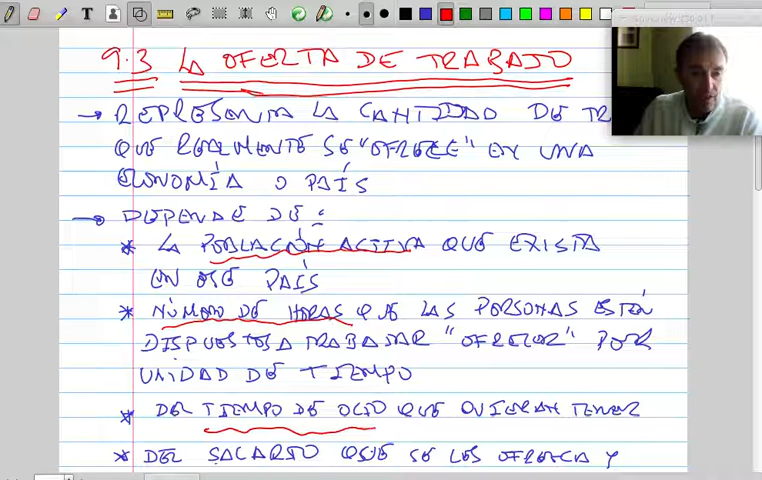 9.3 LA OFERTA DE TRABAJO
→ REPRESENTA LA CANTIDAD DE TR
QUE REALMENTE SE "OFRECE" EN UNA
ECONOMÍA O PAÍS
→ DEPENDE DE:
* LA POBLACIÓN ACTIVA QUE EXISTA
EN ESE PAÍS
* NÚMERO DE HORAS QUE LAS PERSONAS ESTÉN
DISPUESTOS A TRABAJAR "OFRECER" POR
UNIDAD DE TIEMPO
* DEL TIEMPO DE OCIO QUE QUIERAN TENER
* DEL SALARIO QUE SE LES OFREZCA Y